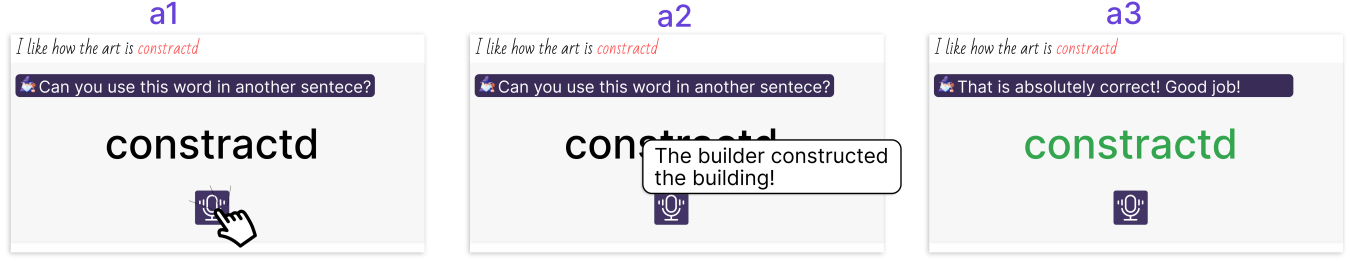 a1
I like how the art is constractd
Can you use this word in another sentece?
constractd
a2
I like how the art is constractd
Can you use this word in another sentece?
constractd
The builder constructed
the building!
a3
I like how the art is constractd
That is absolutely correct! Good job!
constractd